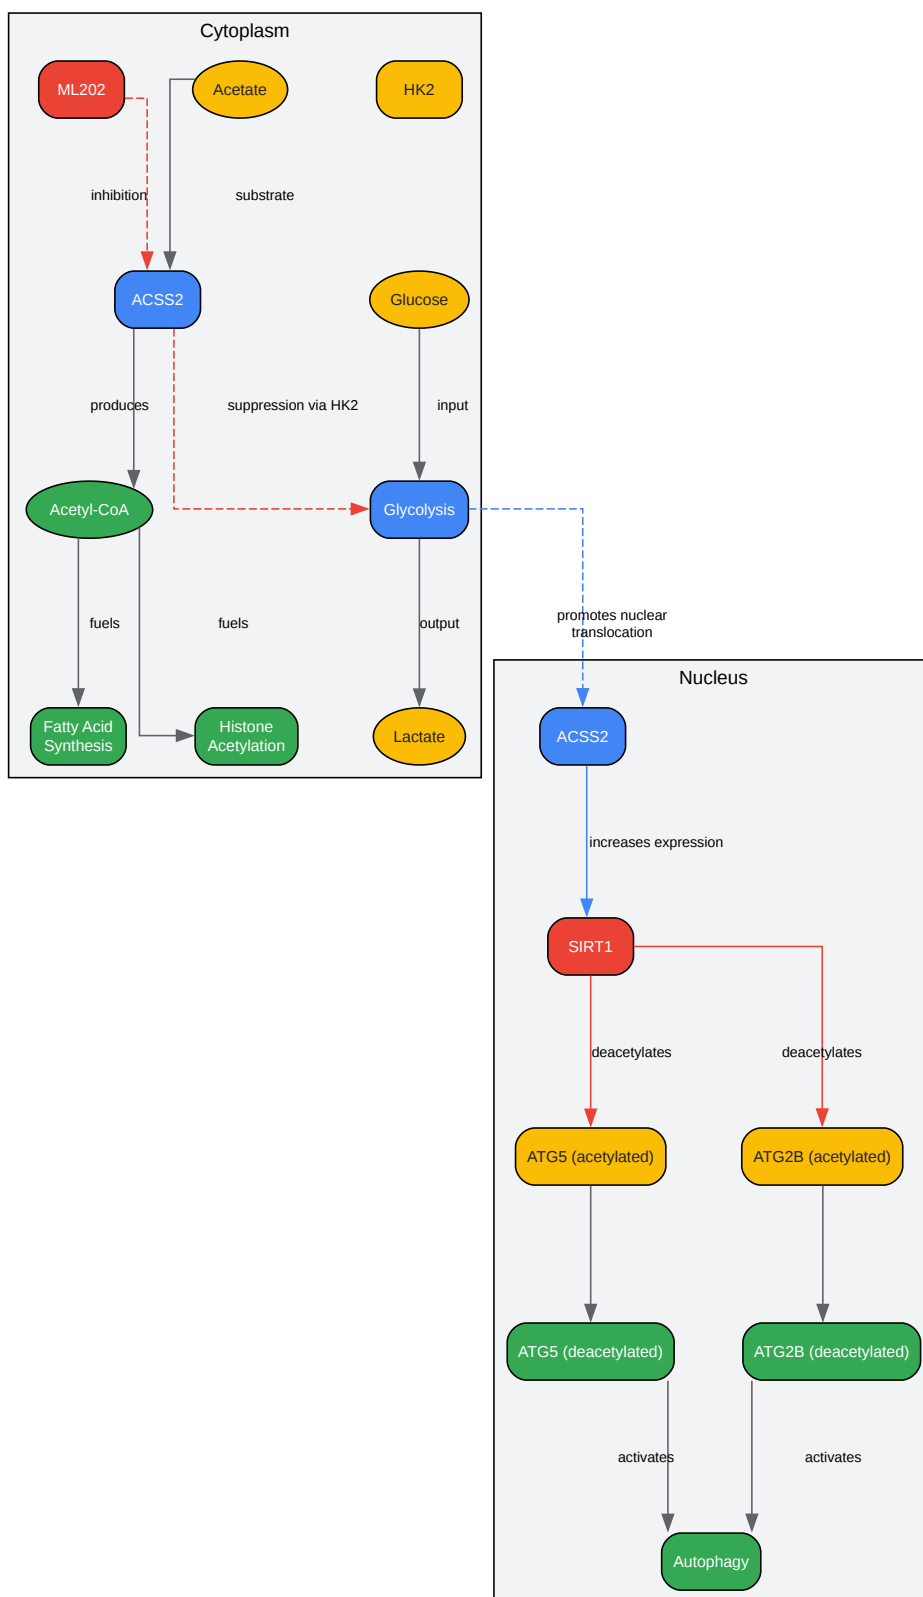 Cytoplasm
ML202
Acetate
HK2
inhibition
substrate
ACSS2
Glucose
produces
suppression via HK2
input
Acetyl-CoA
Glycolysis
fuels
fuels
output
promotes nuclear
translocation
Fatty Acid
Synthesis
Histone
Acetylation
Lactate
Nucleus
ACSS2
increases expression
SIRT1
deacetylates
deacetylates
ATG5 (acetylated)
ATG2B (acetylated)
ATG5 (deacetylated)
ATG2B (deacetylated)
activates
activates
Autophagy